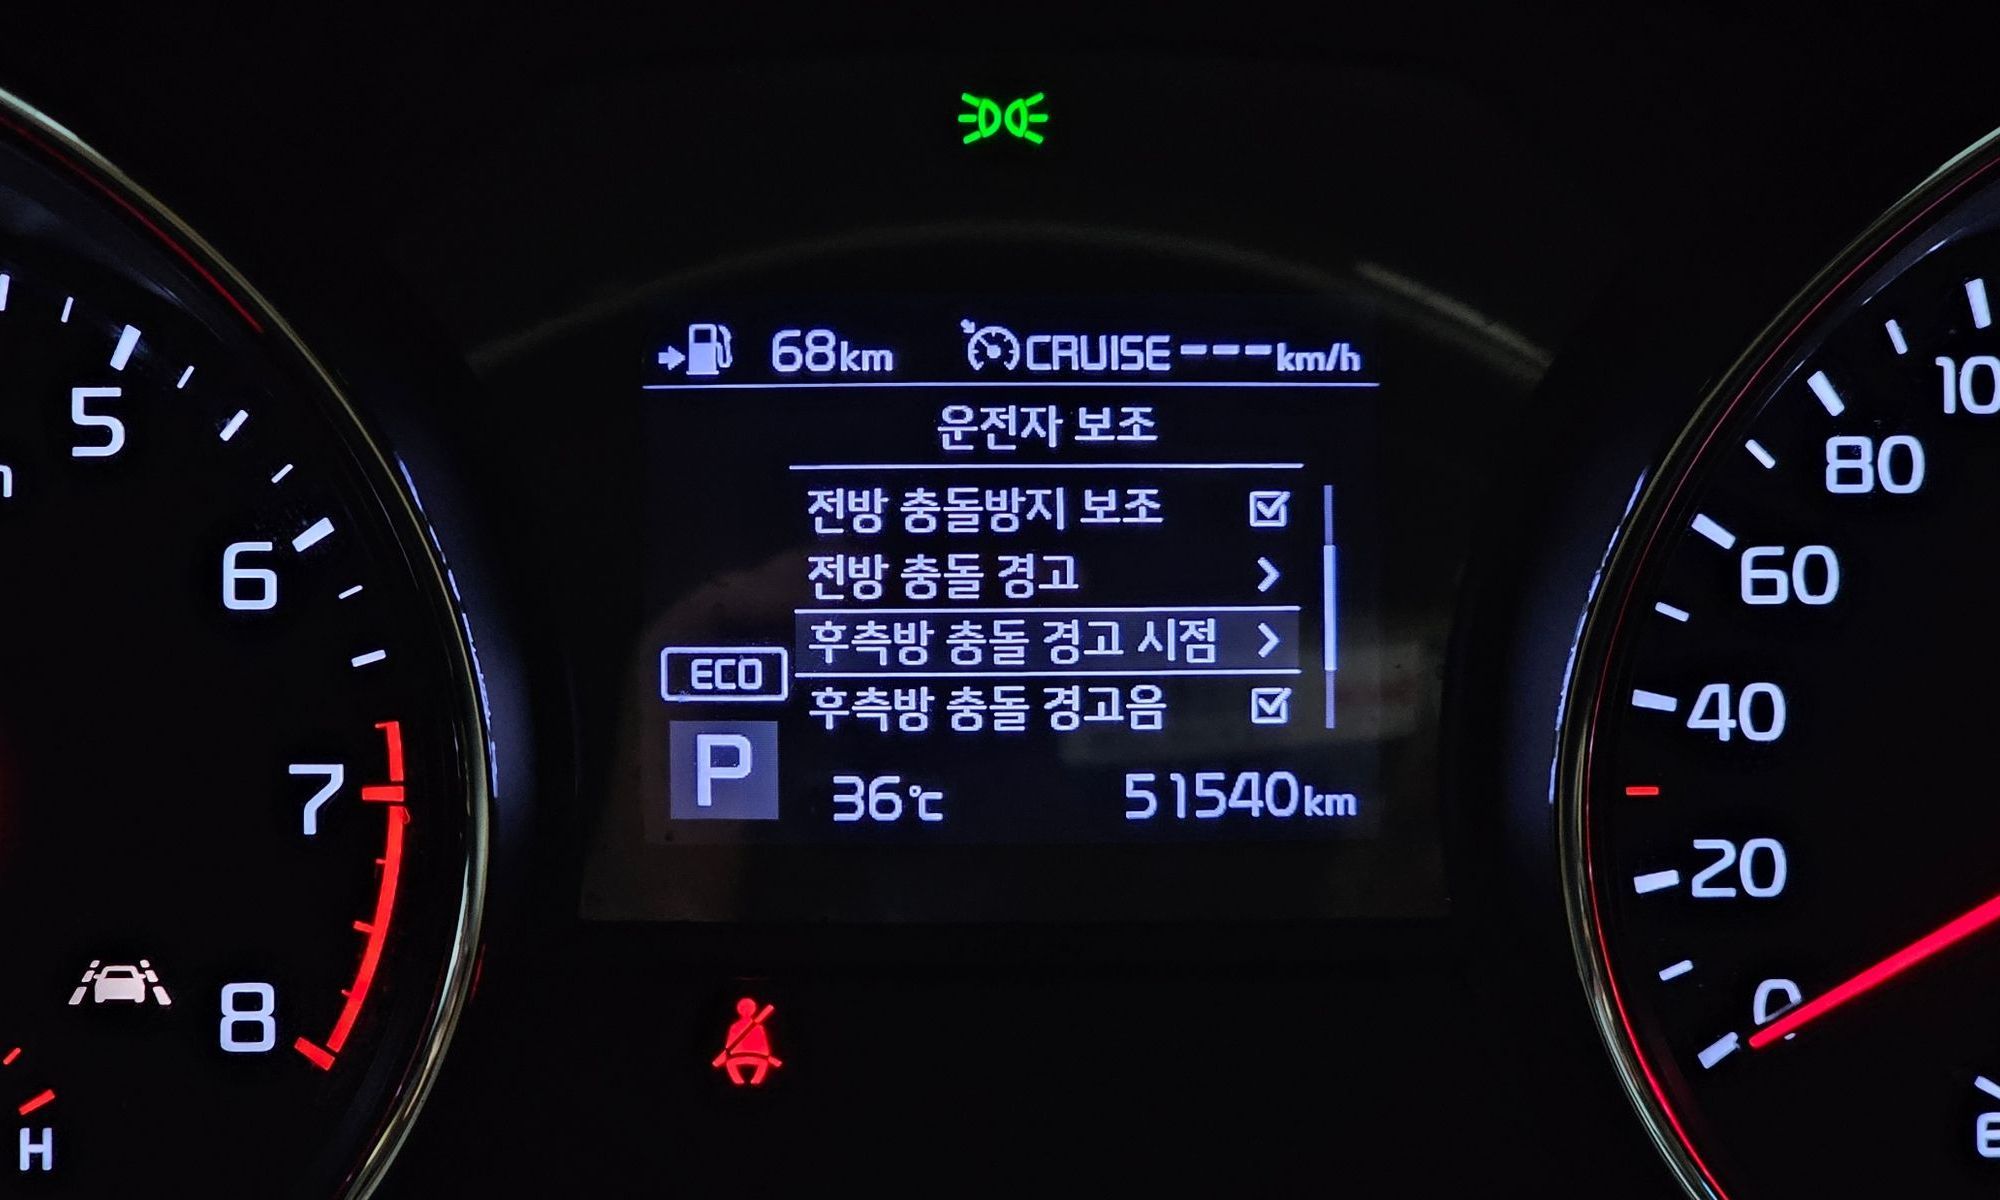 68km CRUISE---km/h
운전자 보조
전방 충돌방지 보조
전방 충돌 경고
후측방 충돌 경고 시점
후측방 충돌 경고음
ECO
P
36℃ 51540km
5
6
7
8
H
80
60
40
20
0